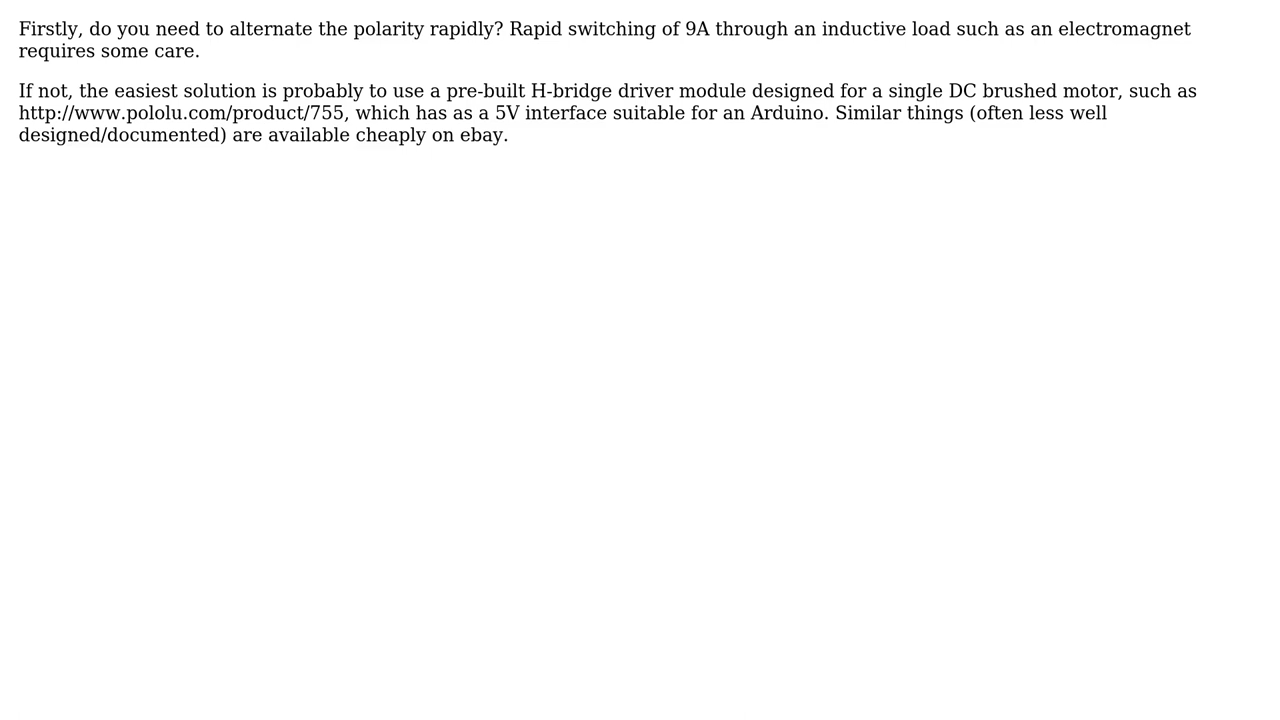 Firstly, do you need to alternate the polarity rapidly? Rapid switching of 9A through an inductive load such as an electromagnet
requires some care.
If not, the easiest solution is probably to use a pre-built H-bridge driver module designed for a single DC brushed motor, such as
http://www.pololu.com/product/755, which has as a 5V interface suitable for an Arduino. Similar things (often less well
designed/documented) are available cheaply on ebay.